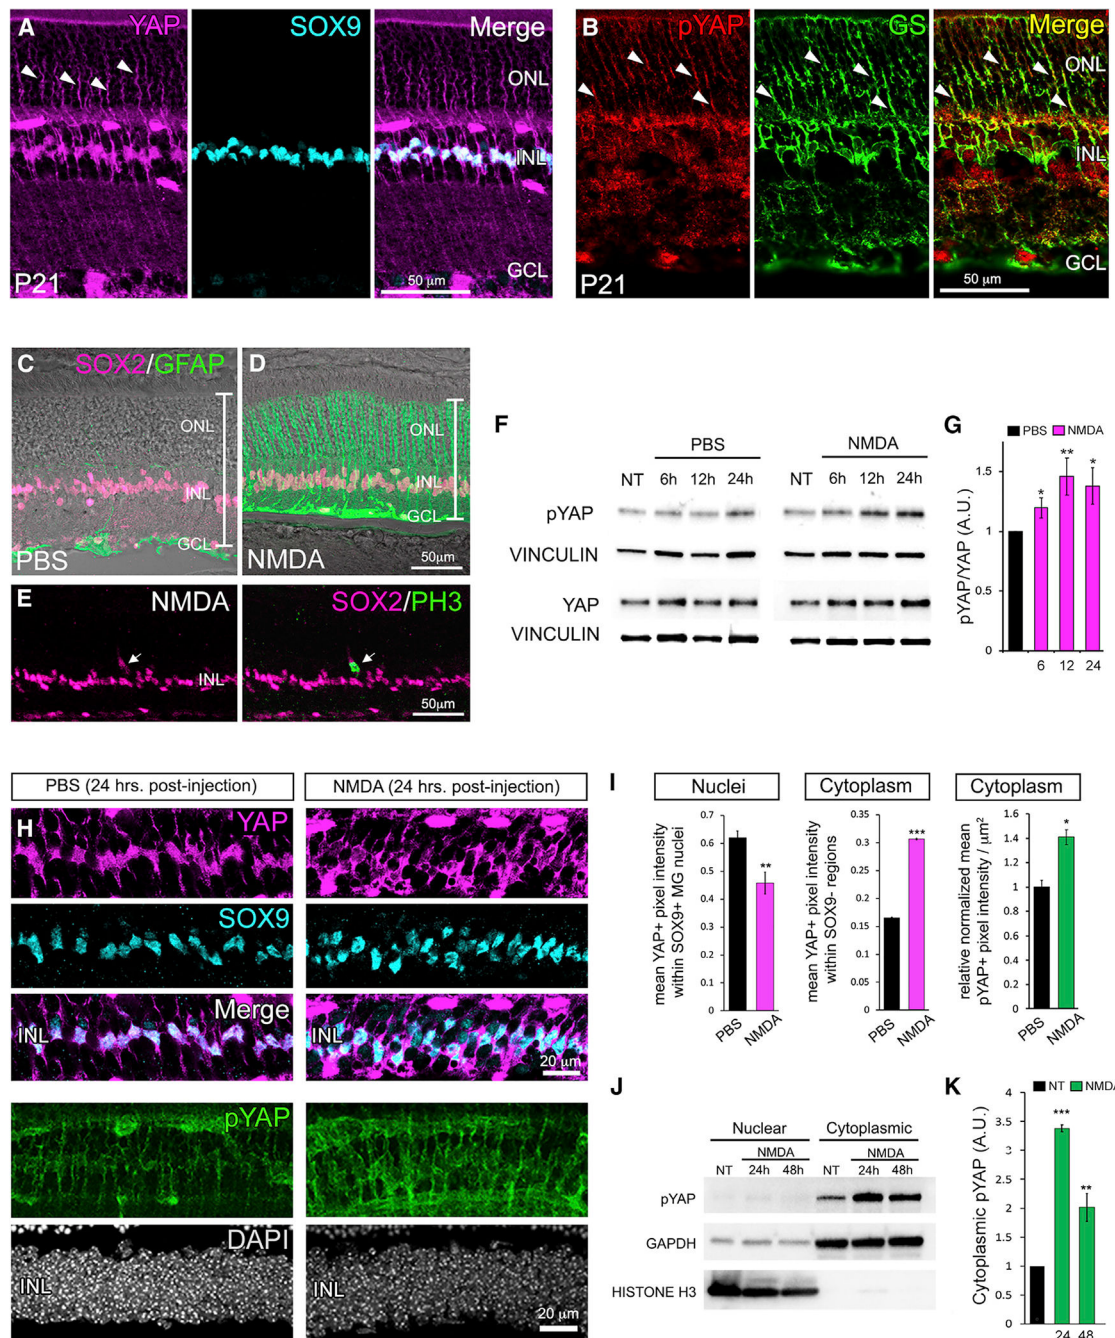 A YAP SOX9 Merge
ONL
INL
GCL
P21
50 μm
B pYAP GS Merge
ONL
INL
GCL
P21
50 μm
C SOX2/GFAP D
ONL ONL
INL INL
GCL GCL
PBS NMDA
50μm
E NMDA SOX2/PH3
INL
50μm
F
PBS NMDA
NT 6h 12h 24h NT 6h 12h 24h
pYAP
VINCULIN
YAP
VINCULIN
G
PBS NMDA
pYAP/YAP (A.U.)
1.5
1
0.5
0
* ** *
6 12 24
PBS (24 hrs. post-injection) NMDA (24 hrs. post-injection)
H YAP
SOX9
Merge
INL INL
20 μm
pYAP
DAPI
INL INL
20 μm
I
Nuclei
mean YAP+ pixel intensity
within SOX9+ MG nuclei
0.7
0.6
0.5
0.4
0.3
0.2
0.1
0
**
PBS NMDA
Cytoplasm
mean YAP+ pixel intensity
within SOX9- regions
0.35
0.3
0.25
0.2
0.15
0.1
0.05
0
***
PBS NMDA
Cytoplasm
relative normalized mean
pYAP+ pixel intensity / μm²
1.6
1.4
1.2
1
0.8
0.6
0.4
0.2
0
*
PBS NMDA
J
Nuclear Cytoplasmic
NMDA NMDA
NT 24h 48h NT 24h 48h
pYAP
GAPDH
HISTONE H3
K
NT NMDA
Cytoplasmic pYAP (A.U.)
4
3.5
3
2.5
2
1.5
1
0.5
0
*** **
24 48